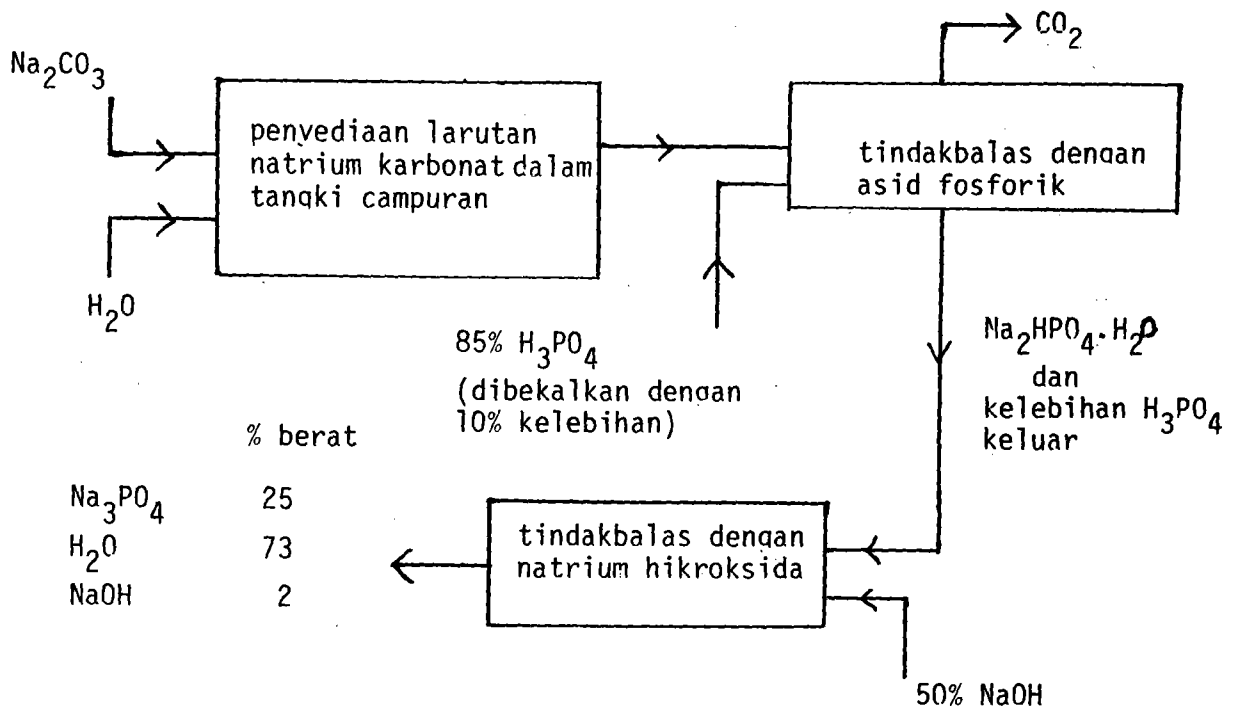 Na2CO3
H2O
penyediaan larutan
natrium karbonat dalam
tangki campuran
CO2
tindakbalas dengan
asid fosforik
85% H3PO4
(dibekalkan dengan
10% kelebihan)
Na2HPO4.H2O
dan
kelebihan H3PO4
keluar
% berat
Na3PO4 25
H2O 73
NaOH 2
tindakbalas dengan
natrium hikroksida
50% NaOH